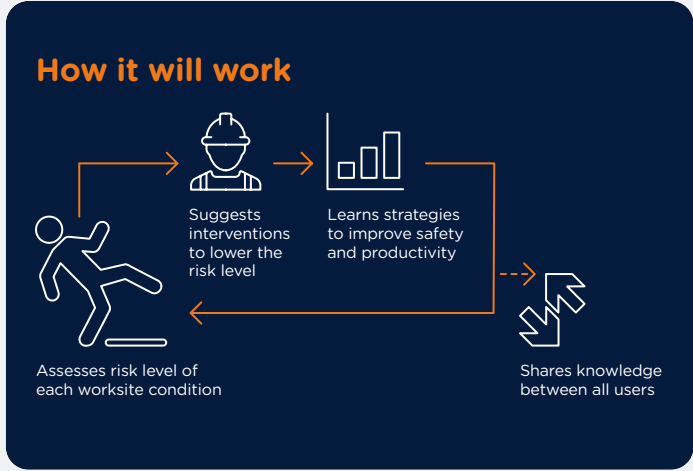 How it will work
Suggests
interventions
to lower the
risk level
Learns strategies
to improve safety
and productivity
Assesses risk level of
each worksite condition
Shares knowledge
between all users